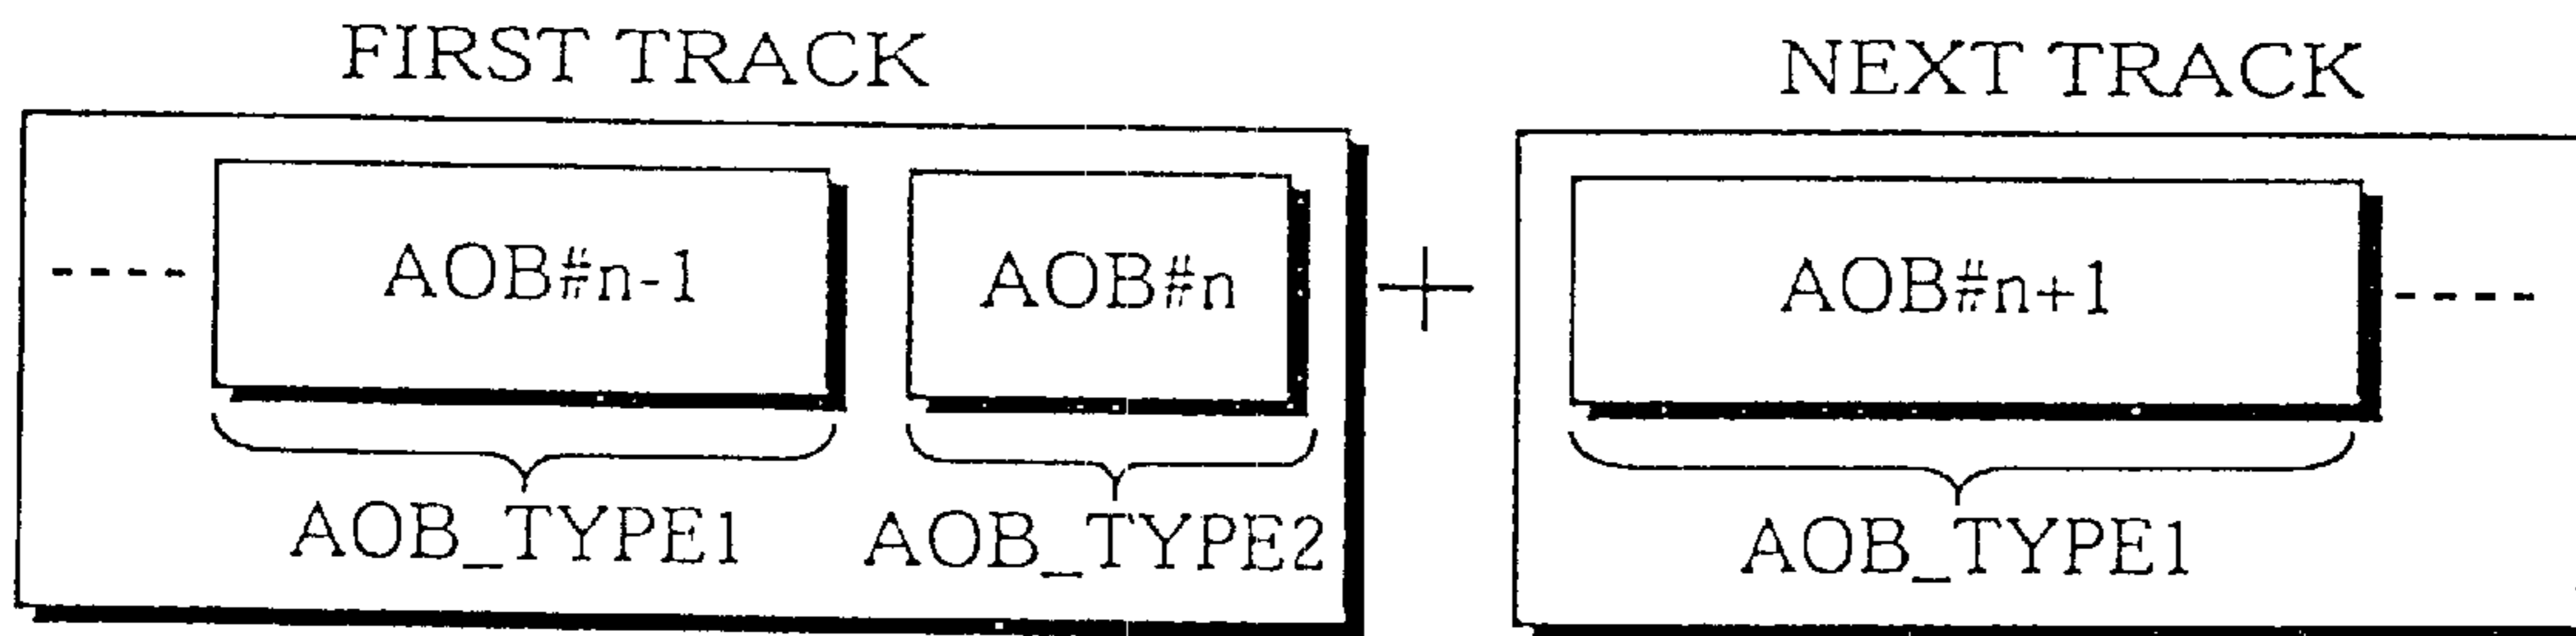 FIRST TRACK NEXT TRACK
AOB#n-1 AOB#n + AOB#n+1
AOB_TYPE1 AOB_TYPE2 AOB_TYPE1